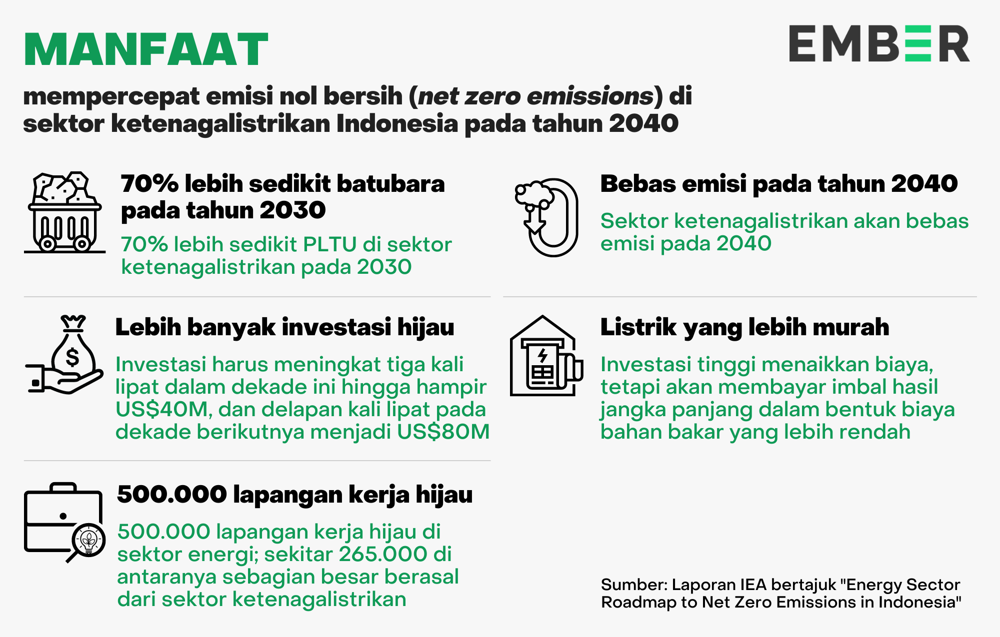 MANFAAT
EMBER
mempercepat emisi nol bersih (net zero emissions) di
sektor ketenagalistrikan Indonesia pada tahun 2040
70% lebih sedikit batubara
pada tahun 2030
70% lebih sedikit PLTU di sektor
ketenagalistrikan pada 2030
Bebas emisi pada tahun 2040
Sektor ketenagalistrikan akan bebas
emisi pada 2040
$
Lebih banyak investasi hijau
Investasi harus meningkat tiga kali
lipat dalam dekade ini hingga hampir
US$40M, dan delapan kali lipat pada
dekade berikutnya menjadi US$80M
Listrik yang lebih murah
Investasi tinggi menaikkan biaya,
tetapi akan membayar imbal hasil
jangka panjang dalam bentuk biaya
bahan bakar yang lebih rendah
500.000 lapangan kerja hijau
500.000 lapangan kerja hijau di
sektor energi; sekitar 265.000 di
antaranya sebagian besar berasal
dari sektor ketenagalistrikan
Sumber: Laporan IEA bertajuk "Energy Sector
Roadmap to Net Zero Emissions in Indonesia"